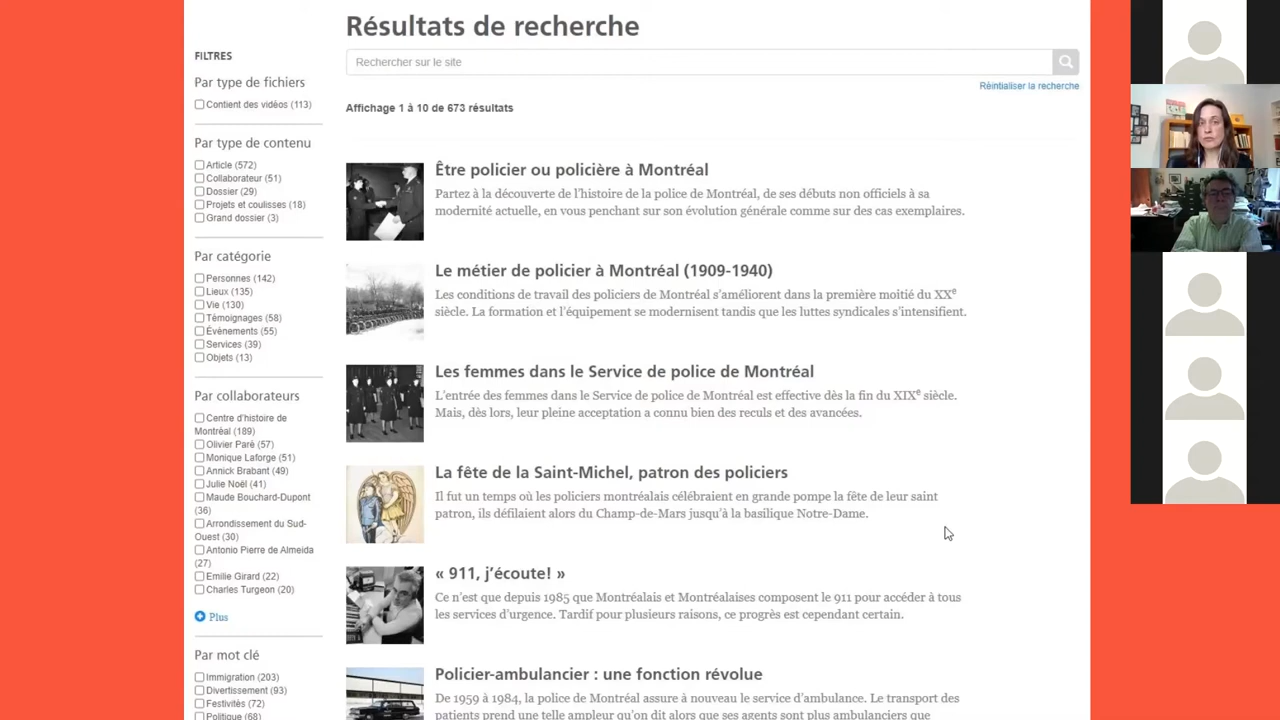 Résultats de recherche
FILTRES
Par type de fichiers
Contient des vidéos (113)
Par type de contenu
Article (572)
Collaborateur (51)
Dossier (29)
Projets et coulisses (18)
Grand dossier (3)
Par catégorie
Personnes (142)
Lieux (135)
Vie (130)
Témoignages (58)
Évènements (55)
Services (39)
Objets (13)
Par collaborateurs
Centre d'histoire de
Montréal (189)
Olivier Paré (57)
Monique Laforge (51)
Annick Brabant (49)
Julie Noël (41)
Maude Bouchard-Dupont
(36)
Arrondissement du Sud-
Ouest (30)
Antonio Pierre de Almeida
(27)
Emilie Girard (22)
Charles Turgeon (20)
Plus
Par mot clé
Immigration (203)
Divertissement (93)
Festivités (72)
Politique (68)
Rechercher sur le site
Réintialiser la recherche
Affichage 1 à 10 de 673 résultats
Être policier ou policière à Montréal
Partez à la découverte de l'histoire de la police de Montréal, de ses débuts non officiels à sa
modernité actuelle, en vous penchant sur son évolution générale comme sur des cas exemplaires.
Le métier de policier à Montréal (1909-1940)
Les conditions de travail des policiers de Montréal s'améliorent dans la première moitié du XXe
siècle. La formation et l'équipement se modernisent tandis que les luttes syndicales s'intensifient.
Les femmes dans le Service de police de Montréal
L'entrée des femmes dans le Service de police de Montréal est effective dès la fin du XIXe siècle.
Mais, dès lors, leur pleine acceptation a connu bien des reculs et des avancées.
La fête de la Saint-Michel, patron des policiers
Il fut un temps où les policiers montréalais célébraient en grande pompe la fête de leur saint
patron, ils défilaient alors du Champ-de-Mars jusqu'à la basilique Notre-Dame.
« 911, j'écoute! »
Ce n'est que depuis 1985 que Montréalais et Montréalaises composent le 911 pour accéder à tous
les services d'urgence. Tardif pour plusieurs raisons, ce progrès est cependant certain.
Policier-ambulancier : une fonction révolue
De 1959 à 1984, la police de Montréal assure à nouveau le service d'ambulance. Le transport des
patients prend une telle ampleur qu'on dit alors que ses agents sont plus ambulanciers que